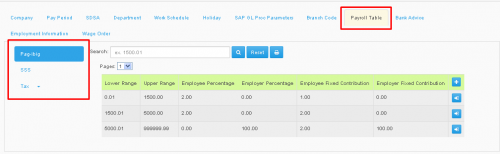 Company Pay Period SSSA Department Work Schedule Holiday SAP GL Prov Parameter Branch Code Payroll Table Bank Advice
Employment Information Wage Order
Pag-ibig
SSS
Tax
Search: ex. 1500.01 Reset
Pages: 1
Lower Range Upper Range Employee Percentage Employer Percentage Employee Fixed Contribution Employer Fixed Contribution
0.01 1500.00 2.00 0.00 1.00 0.00
1500.01 5000.00 2.00 0.00 2.00 0.00
5000.01 999999.99 0.00 100.00 2.00 100.00